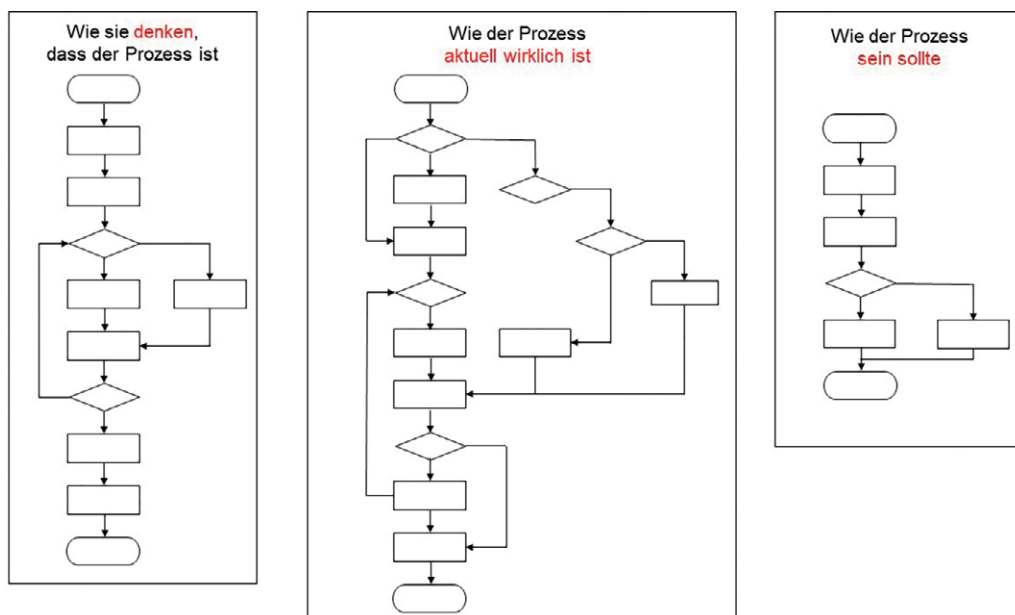 Wie sie denken,
dass der Prozess ist
Wie der Prozess
aktuell wirklich ist
Wie der Prozess
sein sollte